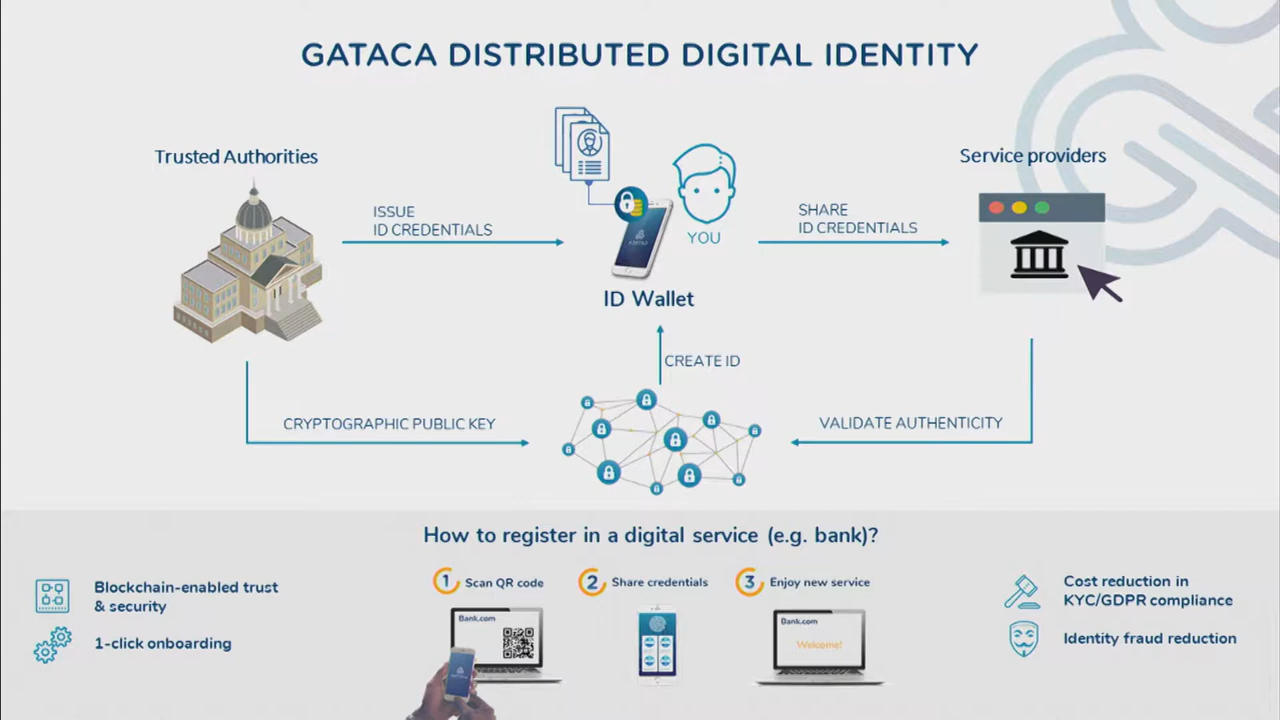 GATACA DISTRIBUTED DIGITAL IDENTITY
Trusted Authorities
Service providers
ISSUE
ID CREDENTIALS
SHARE
ID CREDENTIALS
YOU
ID Wallet
CREATE ID
CRYPTOGRAPHIC PUBLIC KEY
VALIDATE AUTHENTICITY
How to register in a digital service (e.g. bank)?
Blockchain-enabled trust
& security
1-click onboarding
1 Scan QR code
2 Share credentials
3 Enjoy new service
Bank.com
Bank.com
Welcome!
Cost reduction in
KYC/GDPR compliance
Identity fraud reduction